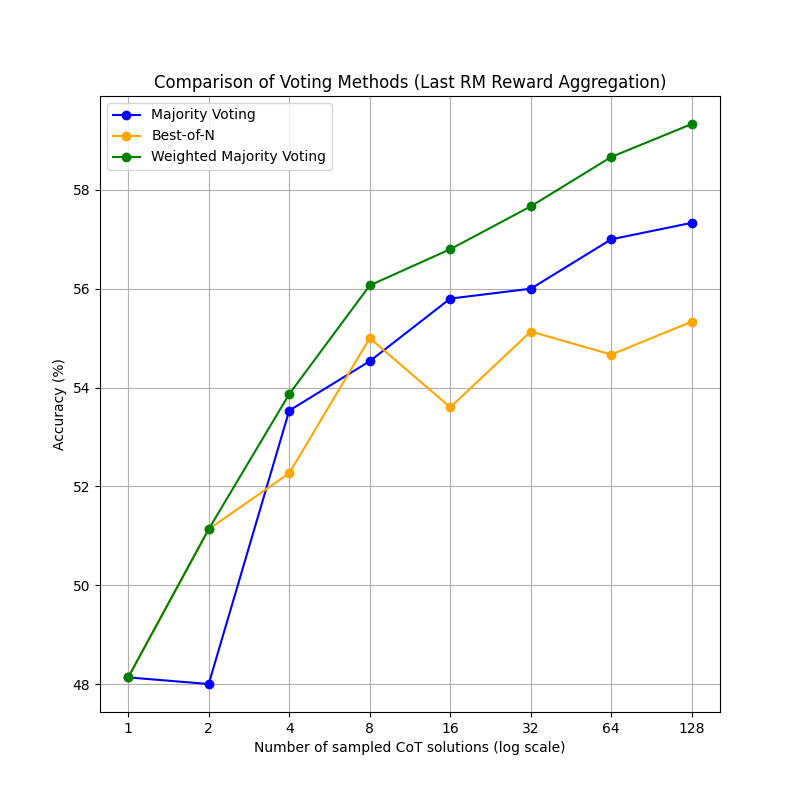 Comparison of Voting Methods (Last RM Reward Aggregation)
Majority Voting
Best-of-N
Weighted Majority Voting
58
56
54
52
50
48
Accuracy (%)
1 2 4 8 16 32 64 128
Number of sampled CoT solutions (log scale)